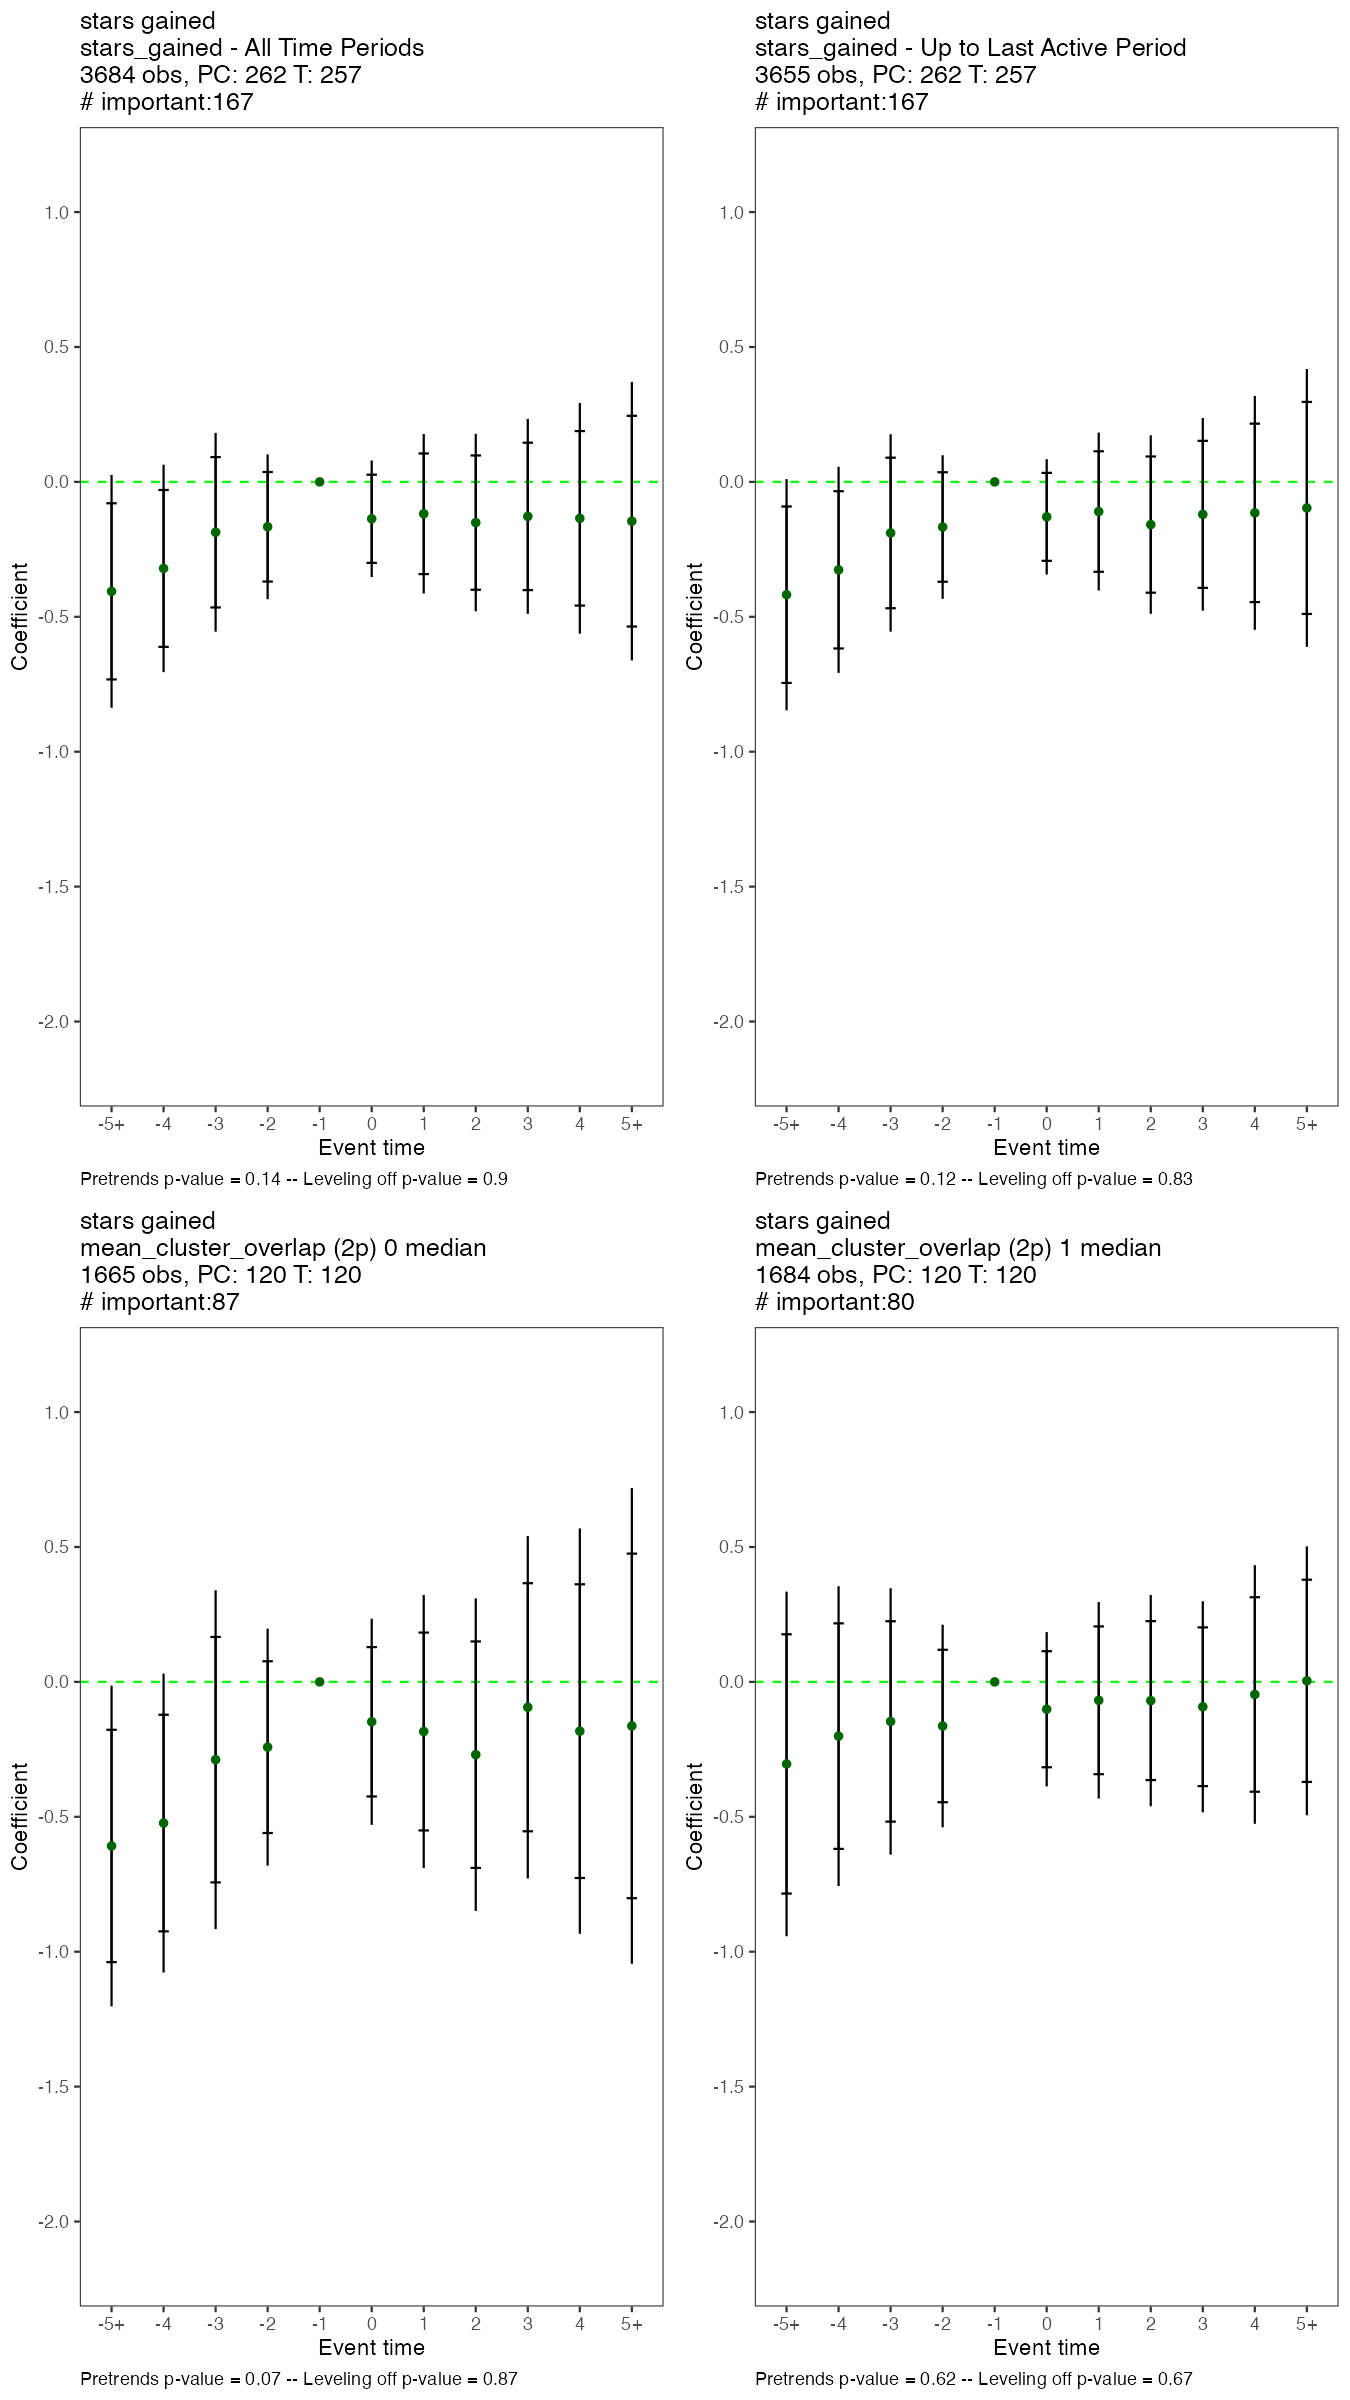 stars gained
stars_gained - All Time Periods
3684 obs, PC: 262 T: 257
# important:167
1.0
0.5
0.0
-0.5
-1.0
-1.5
-2.0
Coefficient
-5+ -4 -3 -2 -1 0 1 2 3 4 5+
Event time
Pretrends p-value = 0.14 -- Leveling off p-value = 0.9
stars gained
stars_gained - Up to Last Active Period
3655 obs, PC: 262 T: 257
# important:167
1.0
0.5
0.0
-0.5
-1.0
-1.5
-2.0
Coefficient
-5+ -4 -3 -2 -1 0 1 2 3 4 5+
Event time
Pretrends p-value = 0.12 -- Leveling off p-value = 0.83
stars gained
mean_cluster_overlap (2p) 0 median
1665 obs, PC: 120 T: 120
# important:87
1.0
0.5
0.0
-0.5
-1.0
-1.5
-2.0
Coefficient
-5+ -4 -3 -2 -1 0 1 2 3 4 5+
Event time
Pretrends p-value = 0.07 -- Leveling off p-value = 0.87
stars gained
mean_cluster_overlap (2p) 1 median
1684 obs, PC: 120 T: 120
# important:80
1.0
0.5
0.0
-0.5
-1.0
-1.5
-2.0
Coefficient
-5+ -4 -3 -2 -1 0 1 2 3 4 5+
Event time
Pretrends p-value = 0.62 -- Leveling off p-value = 0.67